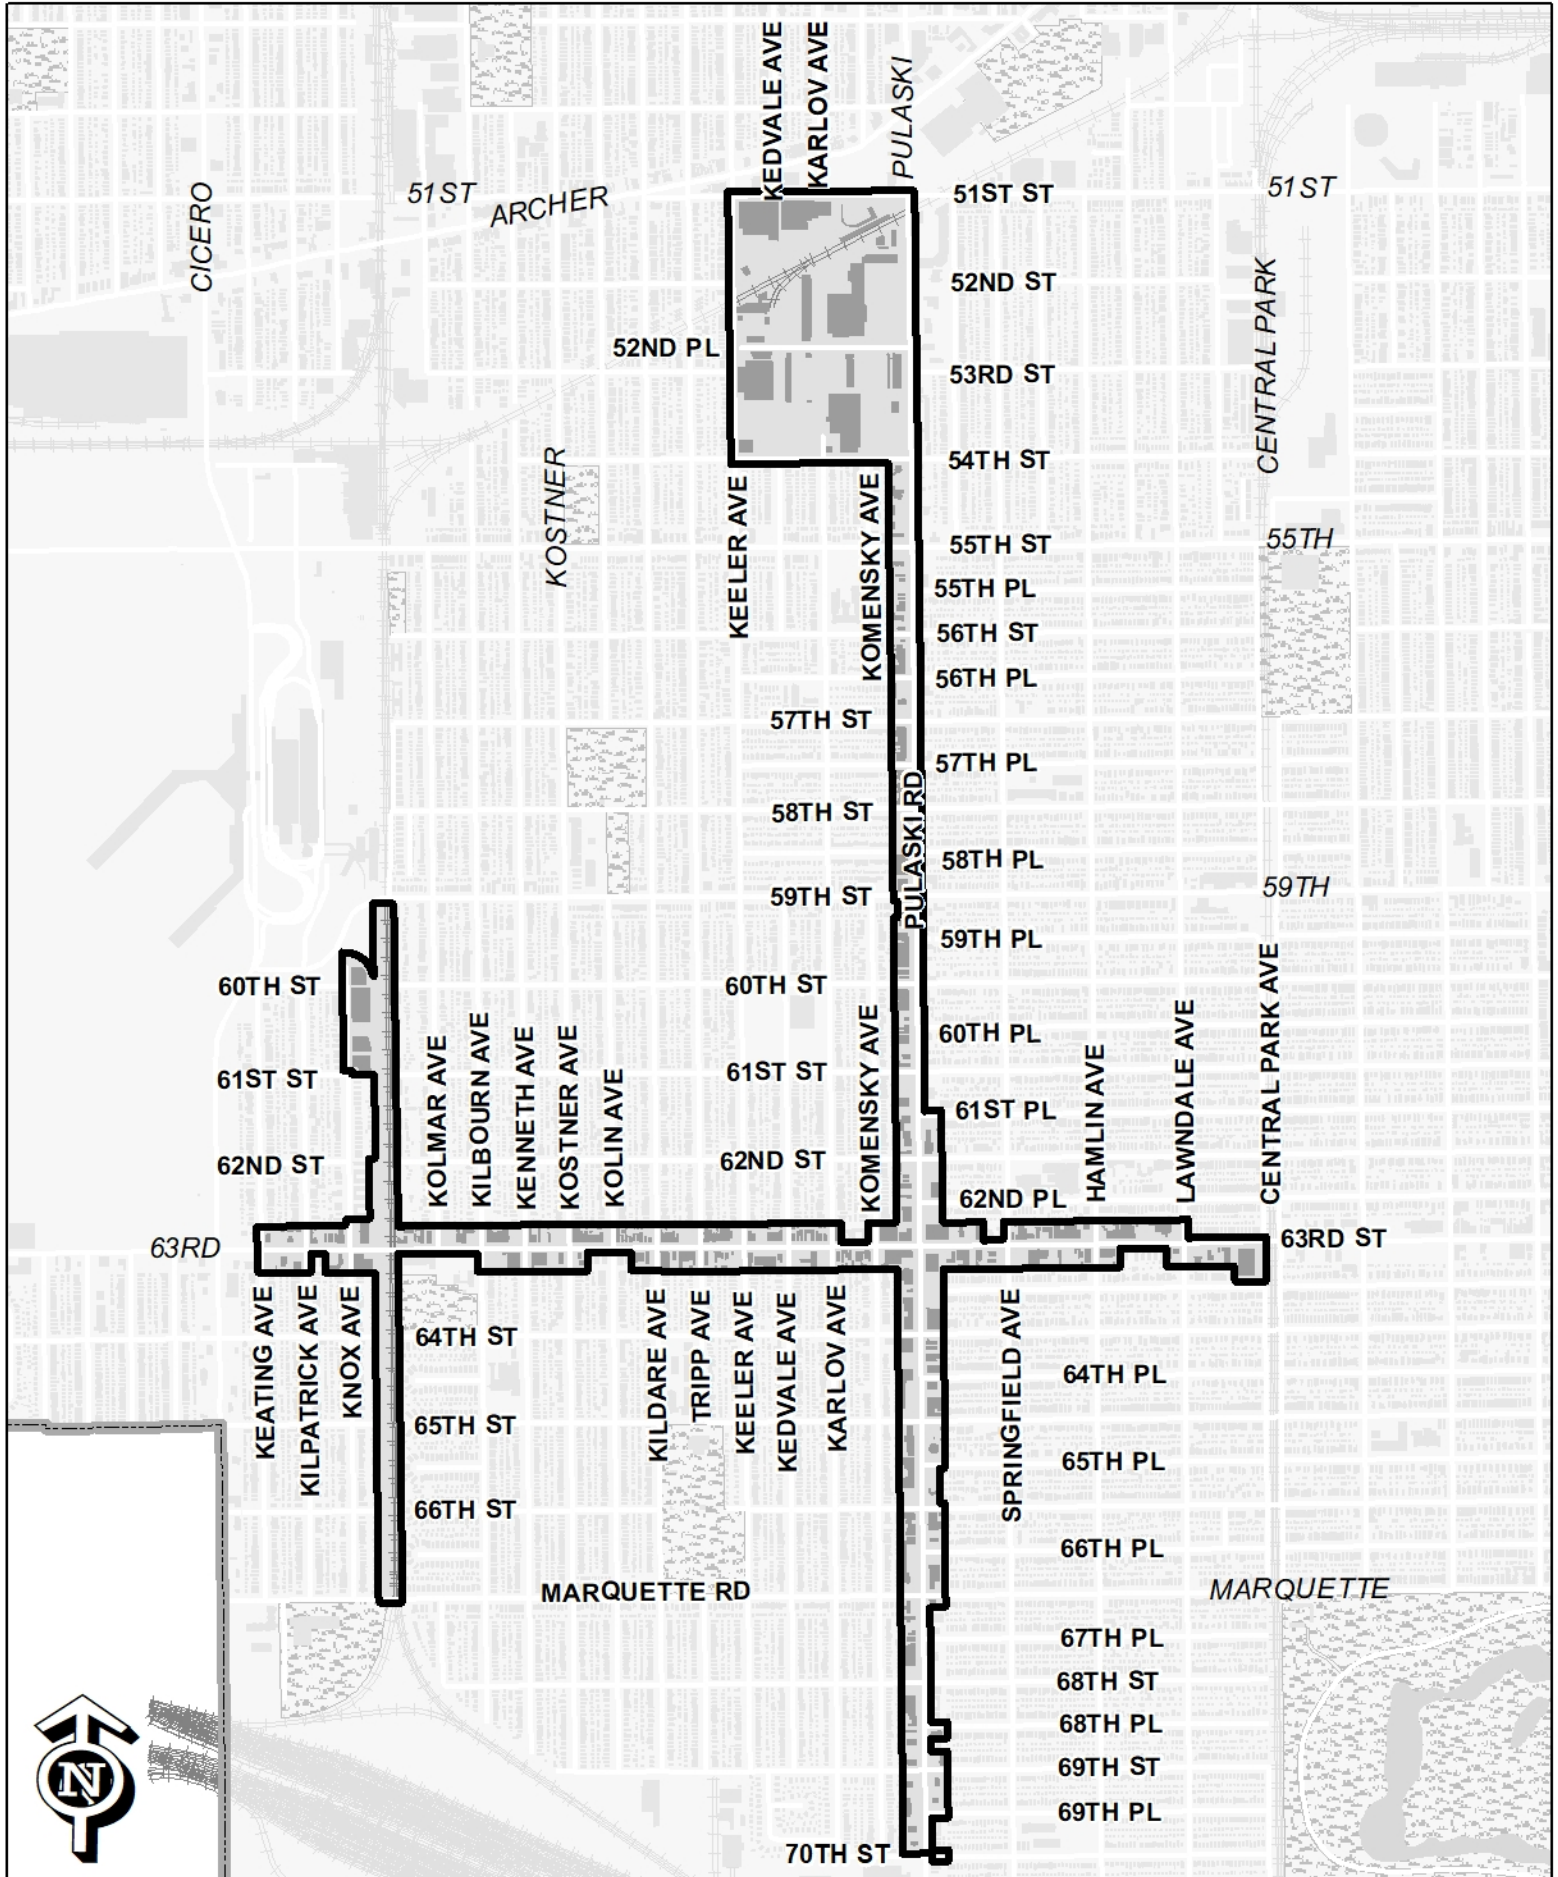 KEDVALE AVE
KARLOV AVE
PULASKI
51ST
ARCHER
CICERO
51ST ST
51ST
52ND ST
CENTRAL PARK
52ND PL
53RD ST
54TH ST
KOSTNER
KEELER AVE
KOMENSKY AVE
55TH ST
55TH
55TH PL
56TH ST
56TH PL
57TH ST
57TH PL
PULASKI RD
58TH ST
58TH PL
59TH ST
59TH
59TH PL
60TH ST
60TH ST
60TH PL
61ST ST
61ST ST
61ST PL
KOLMAR AVE
KILBOURN AVE
KENNETH AVE
KOSTNER AVE
KOLIN AVE
KOMENSKY AVE
HAMLIN AVE
LAWNDALE AVE
CENTRAL PARK AVE
62ND ST
62ND ST
62ND PL
63RD
63RD ST
KEATING AVE
KILPATRICK AVE
KNOX AVE
64TH ST
KILDARE AVE
TRIPP AVE
KEELER AVE
KEDVALE AVE
KARLOV AVE
SPRINGFIELD AVE
64TH PL
65TH ST
65TH PL
66TH ST
66TH PL
MARQUETTE RD
MARQUETTE
67TH PL
68TH ST
68TH PL
69TH ST
69TH PL
70TH ST
N